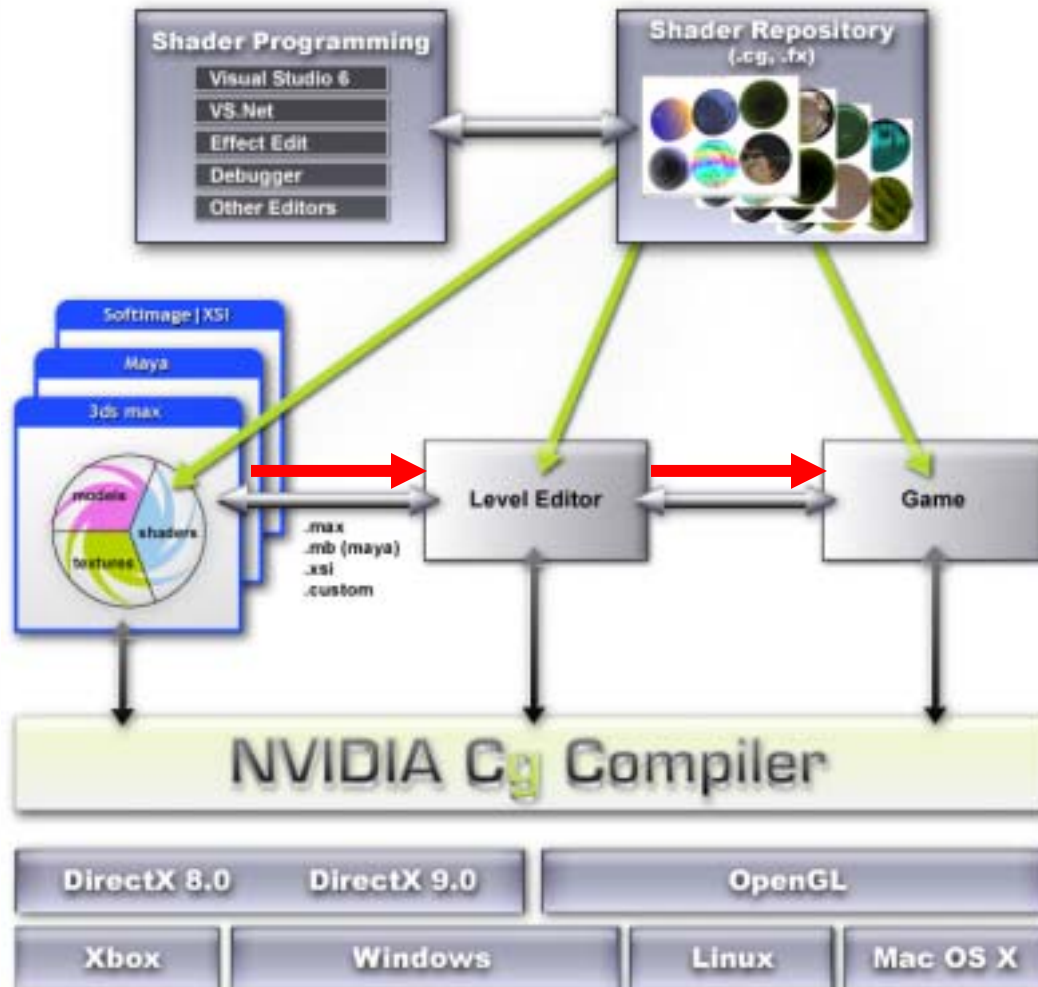 Shader Programming
Visual Studio 6
VS.Net
Effect Edit
Debugger
Other Editors
Shader Repository
(.cg, .fx)
Softimage|XSI
Maya
3ds max
models
shaders
textures
.max
.mb (maya)
.xsi
.custom
Level Editor
Game
NVIDIA Cg Compiler
DirectX 8.0 DirectX 9.0 OpenGL
Xbox Windows Linux Mac OS X